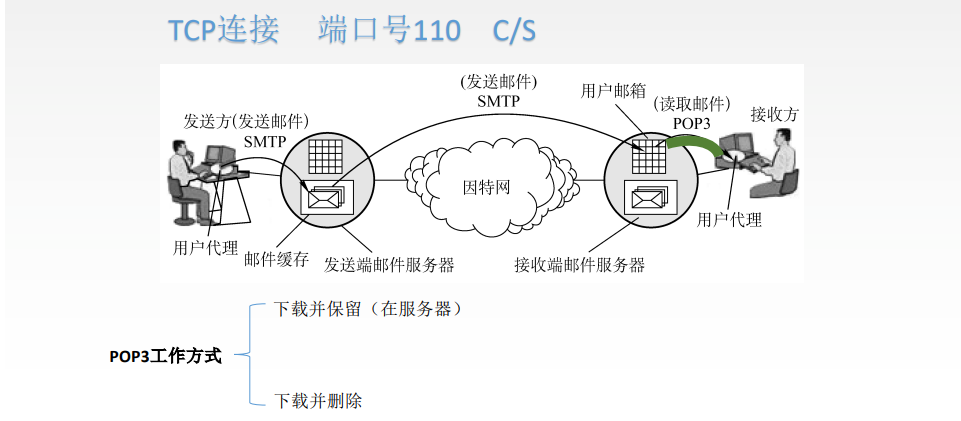 TCP连接 端口号110 C/S
(发送邮件)
SMTP
用户邮箱
(读取邮件)
POP3
接收方
发送方(发送邮件)
SMTP
因特网
用户代理
邮件缓存
发送端邮件服务器
接收端邮件服务器
用户代理
下载并保留（在服务器）
POP3工作方式
下载并删除